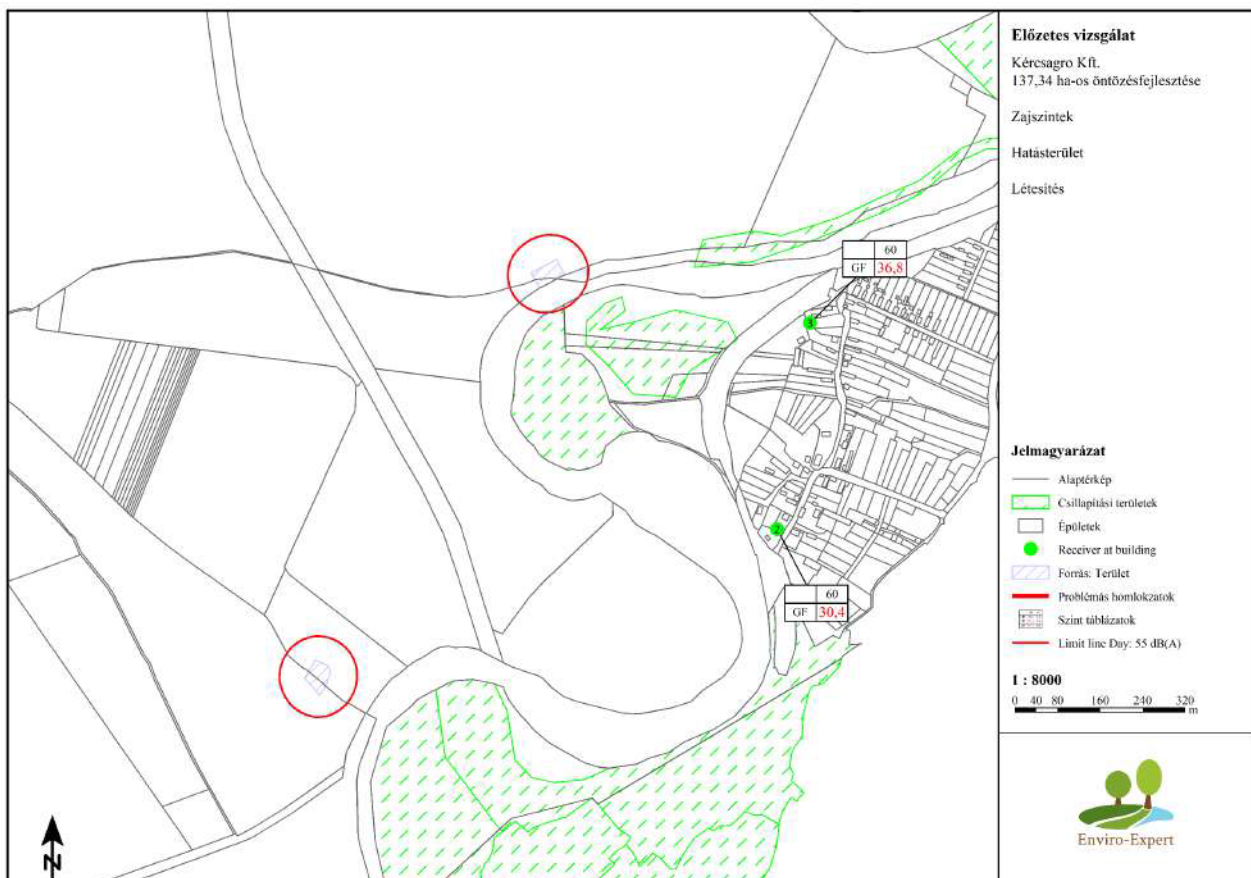 Előzetes vizsgálat
Kércsagro Kft.
137,34 ha-os öntözésfejlesztése
Zajszintek
Hatásterület
Létesítés
60
GF 36,8
3
2
60
GF 30,4
Jelmagyarázat
Alaptérkép
Csillapítási területek
Épületek
Receiver at building
Forrás: Terület
Problémás homlokzatok
Szint táblázatok
Limit line Day: 55 dB(A)
1 : 8000
0 40 80 160 240 320
m
N
Enviro-Expert